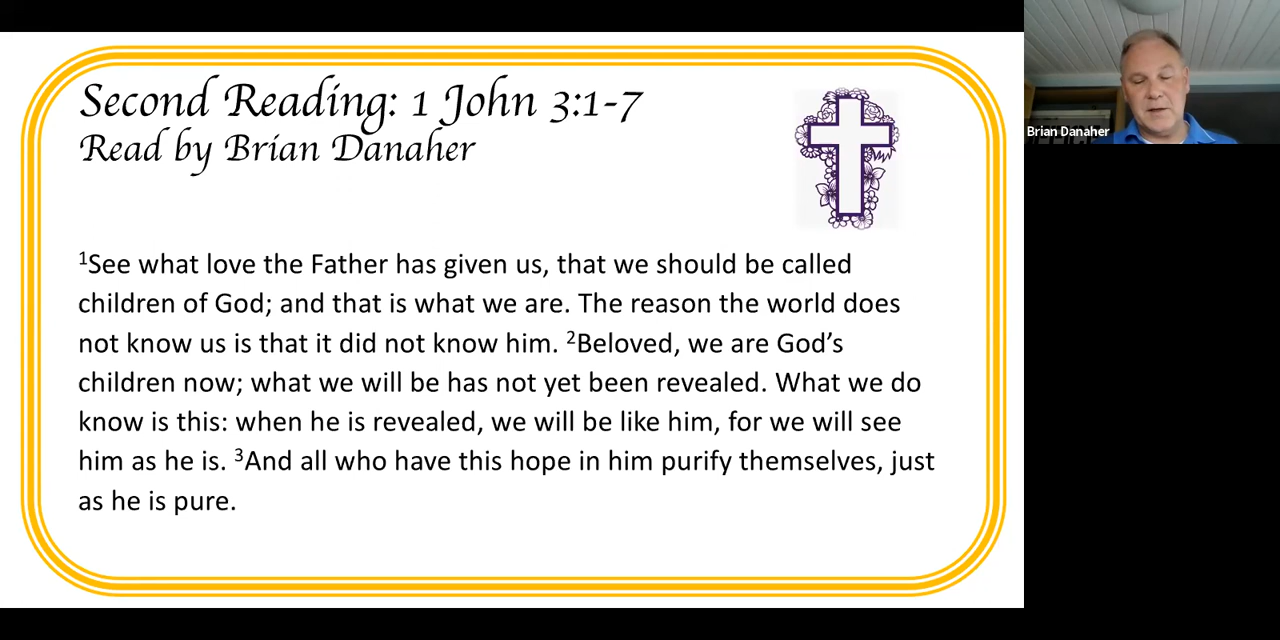 Second Reading: 1 John 3:1-7
Read by Brian Danaher
¹See what love the Father has given us, that we should be called
children of God; and that is what we are. The reason the world does
not know us is that it did not know him. ²Beloved, we are God’s
children now; what we will be has not yet been revealed. What we do
know is this: when he is revealed, we will be like him, for we will see
him as he is. ³And all who have this hope in him purify themselves, just
as he is pure.
Brian Danaher